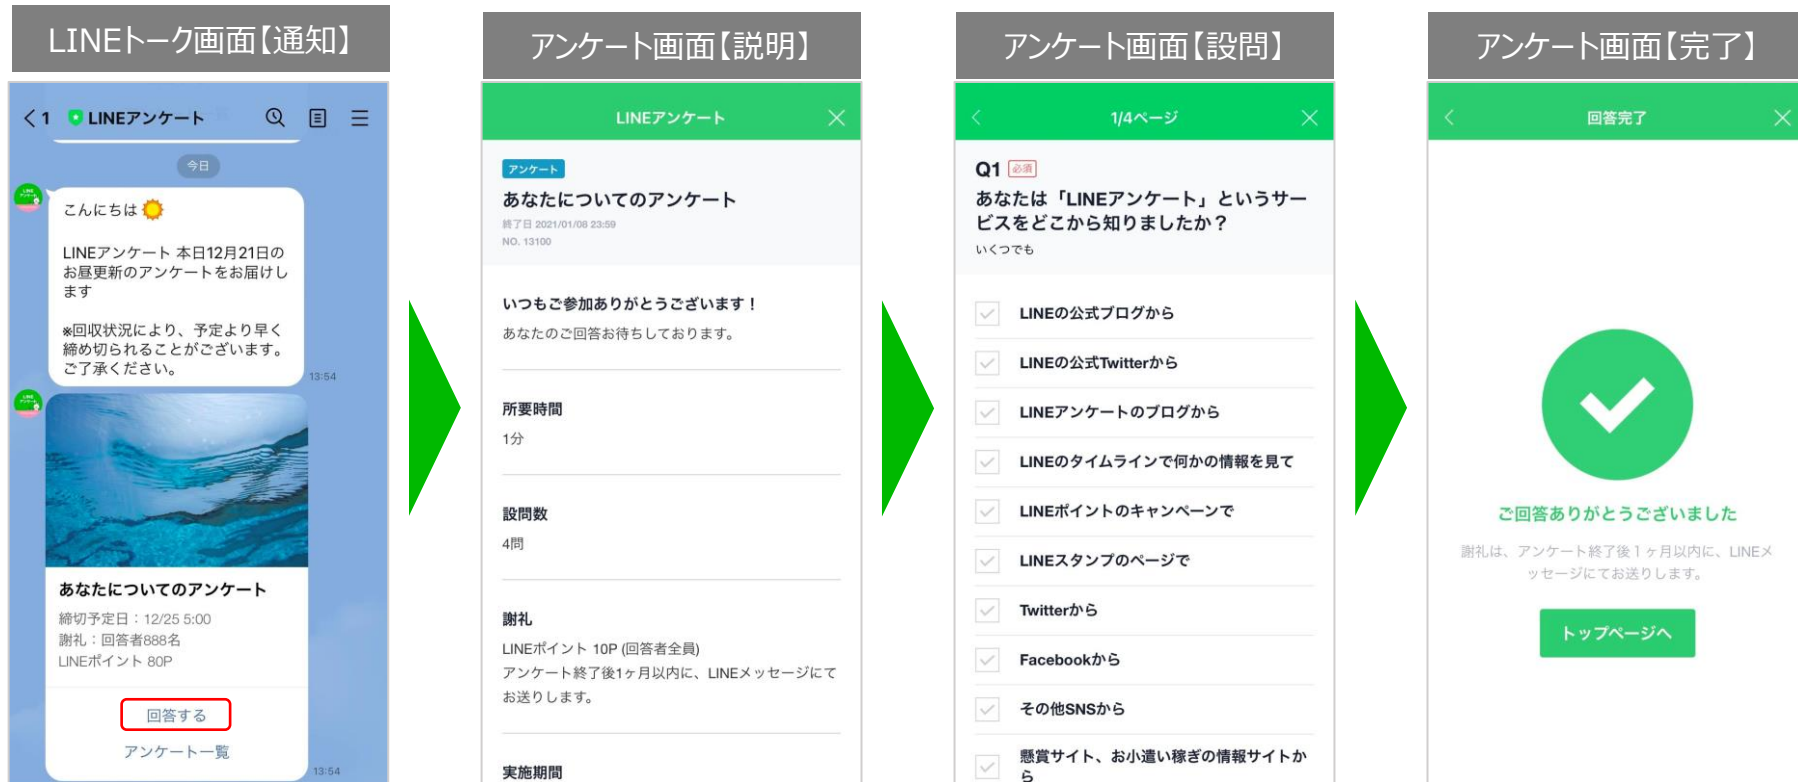 LINEトーク画面【通知】
1 LINEアンケート
今日
こんにちは
LINEアンケート 本日12月21日の
お昼更新のアンケートをお届けし
ます
※回収状況により、予定より早く
締め切られることがございます。
ご了承ください。
13:54
あなたについてのアンケート
締切予定日：12/25 5:00
謝礼：回答者888名
LINEポイント 80P
回答する
アンケート一覧
13:54
アンケート画面【説明】
LINEアンケート
アンケート
あなたについてのアンケート
終了日 2021/01/08 23:59
NO. 13100
いつもご参加ありがとうございます！
あなたのご回答お待ちしております。
所要時間
1分
設問数
4問
謝礼
LINEポイント 10P (回答者全員)
アンケート終了後1ヶ月以内に、LINEメッセージにて
お送りします。
実施期間
アンケート画面【設問】
1/4ページ
Q1 必須
あなたは「LINEアンケート」というサー
ビスをどこから知りましたか？
いくつでも
LINEの公式ブログから
LINEの公式Twitterから
LINEアンケートのブログから
LINEのタイムラインで何かの情報を見て
LINEポイントのキャンペーンで
LINEスタンプのページで
Twitterから
Facebookから
その他SNSから
懸賞サイト、お小遣い稼ぎの情報サイトか
ら
アンケート画面【完了】
回答完了
ご回答ありがとうございました
謝礼は、アンケート終了後１ヶ月以内に、LINEメ
ッセージにてお送りします。
トップページへ